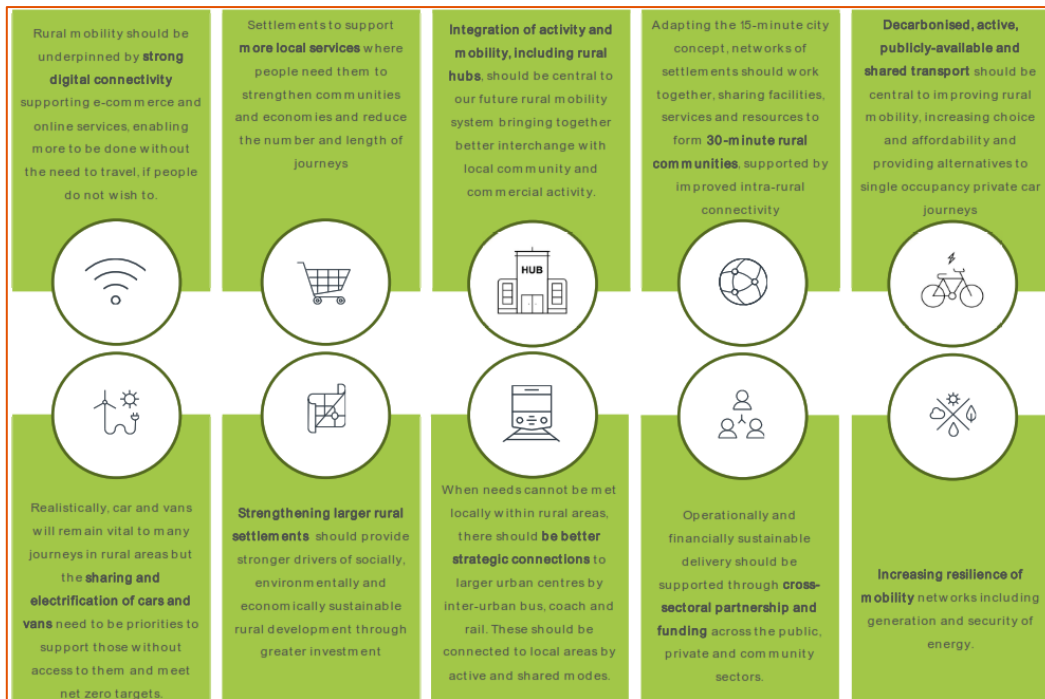 Rural mobility should be
underpinned by strong
digital connectivity
supporting e-commerce and
online services, enabling
more to be done without
the need to travel, if people
do not wish to.
Settlements to support
more local services where
people need them to
strengthen communities
and economies and reduce
the number and length of
journeys
Integration of activity and
mobility, including rural
hubs, should be central to
our future rural mobility
system bringing together
better interchange with
local community and
commercial activity.
Adapting the 15-minute city
concept, networks of
settlements should work
together, sharing facilities,
services and resources to
form 30-minute rural
communities, supported by
improved intra-rural
connectivity
Decarbonised, active,
publicly-available and
shared transport should be
central to improving rural
mobility, increasing choice
and affordability and
providing alternatives to
single occupancy private car
journeys
HUB
Realistically, car and vans
will remain vital to many
journeys in rural areas but
the sharing and
electrification of cars and
vans need to be priorities to
support those without
access to them and meet
net zero targets.
Strengthening larger rural
settlements should provide
stronger drivers of socially,
environmentally and
economically sustainable
rural development through
greater investment
When needs cannot be met
locally within rural areas,
there should be better
strategic connections to
larger urban centres by
inter-urban bus, coach and
rail. These should be
connected to local areas by
active and shared modes.
Operationally and
financially sustainable
delivery should be
supported through cross-
sectoral partnership and
funding across the public,
private and community
sectors.
Increasing resilience of
mobility networks including
generation and security of
energy.